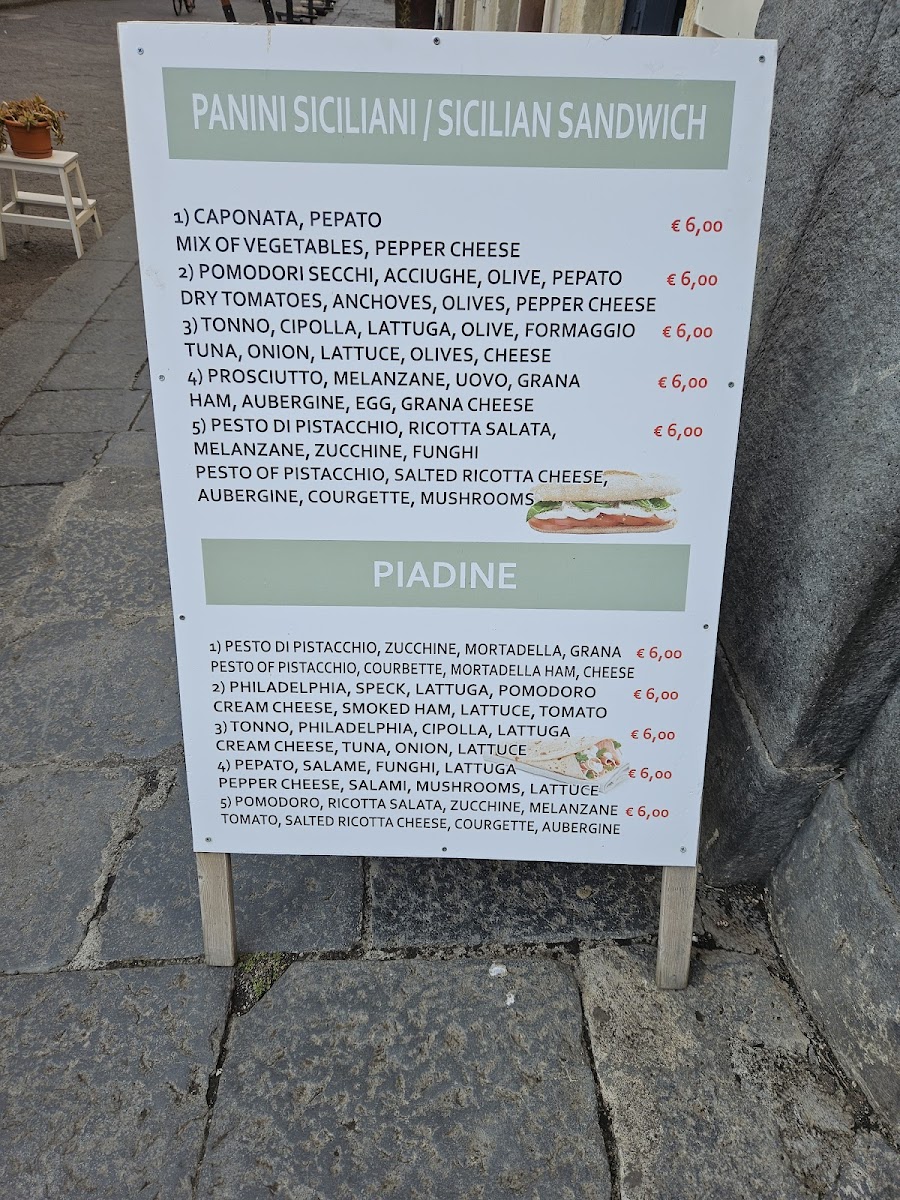 PANINI SICILIANI / SICILIAN SANDWICH
1) CAPONATA, PEPATO € 6,00
MIX OF VEGETABLES, PEPPER CHEESE
2) POMODORI SECCHI, ACCIUGHE, OLIVE, PEPATO € 6,00
DRY TOMATOES, ANCHOVES, OLIVES, PEPPER CHEESE
3) TONNO, CIPOLLA, LATTUGA, OLIVE, FORMAGGIO € 6,00
TUNA, ONION, LATTUCE, OLIVES, CHEESE
4) PROSCIUTTO, MELANZANE, UOVO, GRANA € 6,00
HAM, AUBERGINE, EGG, GRANA CHEESE
5) PESTO DI PISTACCHIO, RICOTTA SALATA, € 6,00
MELANZANE, ZUCCHINE, FUNGHI
PESTO OF PISTACCHIO, SALTED RICOTTA CHEESE,
AUBERGINE, COURGETTE, MUSHROOMS
PIADINE
1) PESTO DI PISTACCHIO, ZUCCHINE, MORTADELLA, GRANA € 6,00
PESTO OF PISTACCHIO, COURBETTE, MORTADELLA HAM, CHEESE
2) PHILADELPHIA, SPECK, LATTUGA, POMODORO € 6,00
CREAM CHEESE, SMOKED HAM, LATTUCE, TOMATO
3) TONNO, PHILADELPHIA, CIPOLLA, LATTUGA € 6,00
CREAM CHEESE, TUNA, ONION, LATTUCE
4) PEPATO, SALAME, FUNGHI, LATTUGA € 6,00
PEPPER CHEESE, SALAMI, MUSHROOMS, LATTUCE
5) POMODORO, RICOTTA SALATA, ZUCCHINE, MELANZANE € 6,00
TOMATO, SALTED RICOTTA CHEESE, COURGETTE, AUBERGINE